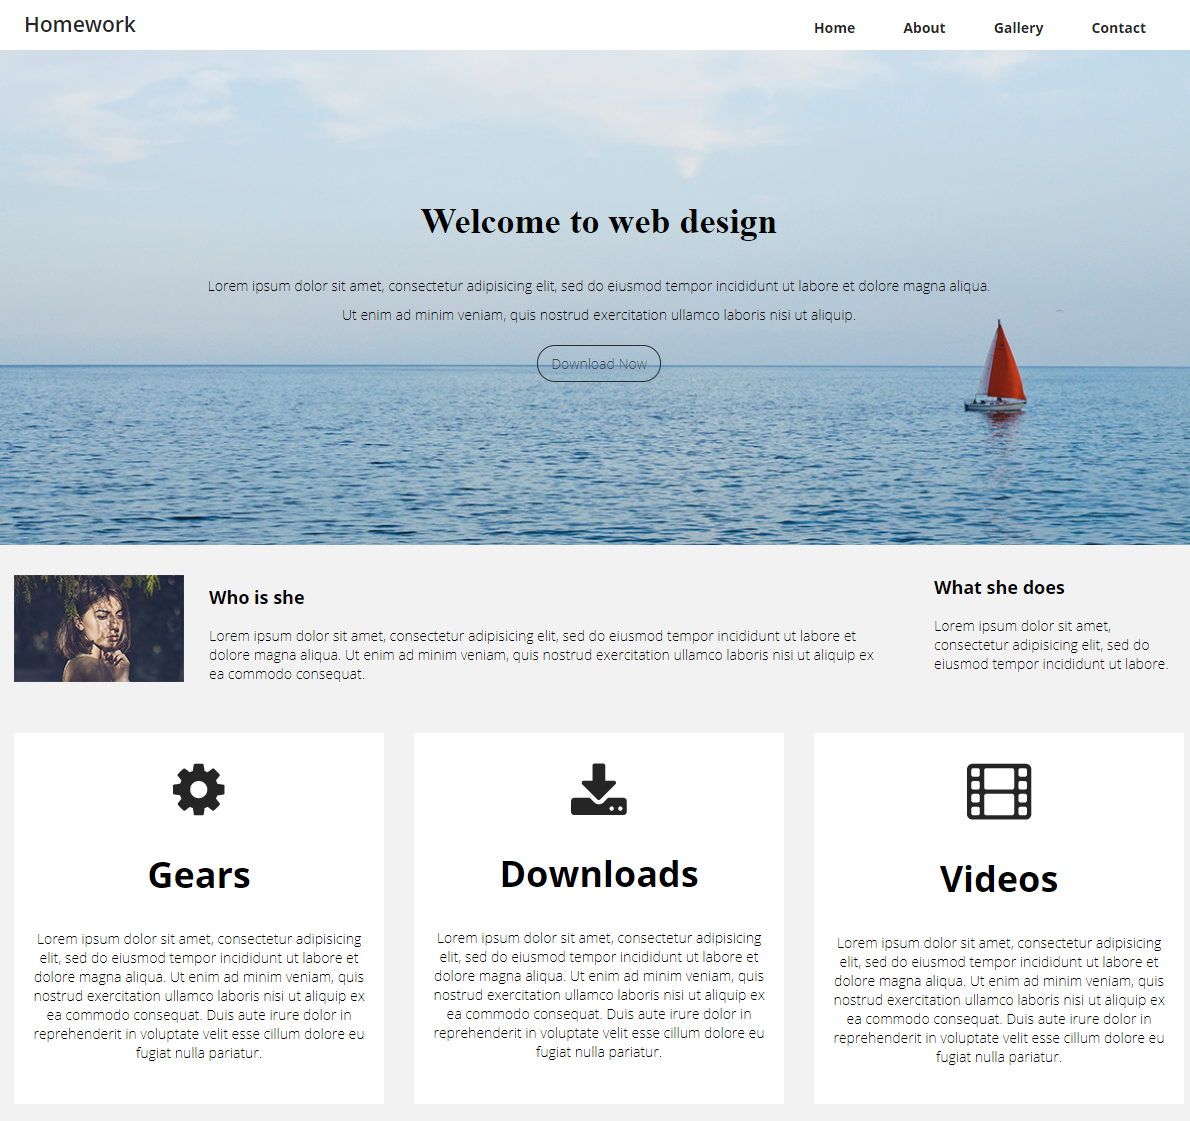 Homework
Home About Gallery Contact
Welcome to web design
Lorem ipsum dolor sit amet, consectetur adipisicing elit, sed do eiusmod tempor incididunt ut labore et dolore magna aliqua.
Ut enim ad minim veniam, quis nostrud exercitation ullamco laboris nisi ut aliquip.
Download Now
Who is she
Lorem ipsum dolor sit amet, consectetur adipisicing elit, sed do eiusmod tempor incididunt ut labore et
dolore magna aliqua. Ut enim ad minim veniam, quis nostrud exercitation ullamco laboris nisi ut aliquip ex
ea commodo consequat.
What she does
Lorem ipsum dolor sit amet,
consectetur adipisicing elit, sed do
eiusmod tempor incididunt ut labore.
Gears
Lorem ipsum dolor sit amet, consectetur adipisicing
elit, sed do eiusmod tempor incididunt ut labore et
dolore magna aliqua. Ut enim ad minim veniam, quis
nostrud exercitation ullamco laboris nisi ut aliquip ex
ea commodo consequat. Duis aute irure dolor in
reprehenderit in voluptate velit esse cillum dolore eu
fugiat nulla pariatur.
Downloads
Lorem ipsum dolor sit amet, consectetur adipisicing
elit, sed do eiusmod tempor incididunt ut labore et
dolore magna aliqua. Ut enim ad minim veniam, quis
nostrud exercitation ullamco laboris nisi ut aliquip ex
ea commodo consequat. Duis aute irure dolor in
reprehenderit in voluptate velit esse cillum dolore eu
fugiat nulla pariatur.
Videos
Lorem ipsum dolor sit amet, consectetur adipisicing
elit, sed do eiusmod tempor incididunt ut labore et
dolore magna aliqua. Ut enim ad minim veniam, quis
nostrud exercitation ullamco laboris nisi ut aliquip ex
ea commodo consequat. Duis aute irure dolor in
reprehenderit in voluptate velit esse cillum dolore eu
fugiat nulla pariatur.